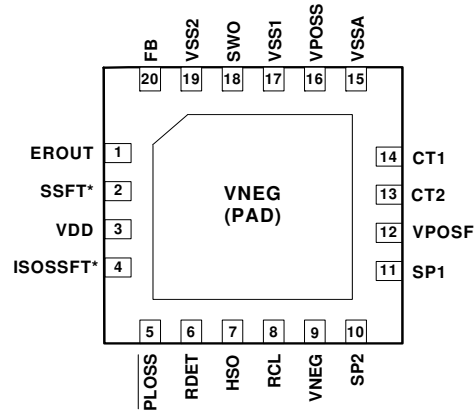 FB
VSS2
SWO
VSS1
VPOSS
VSSA
20
19
18
17
16
15
EROUT 1
SSFT* 2
VDD 3
ISOSSFT* 4
VNEG
(PAD)
14 CT1
13 CT2
12 VPOSF
11 SP1
5
6
7
8
9
10
PLOSS
RDET
HSO
RCL
VNEG
SP2